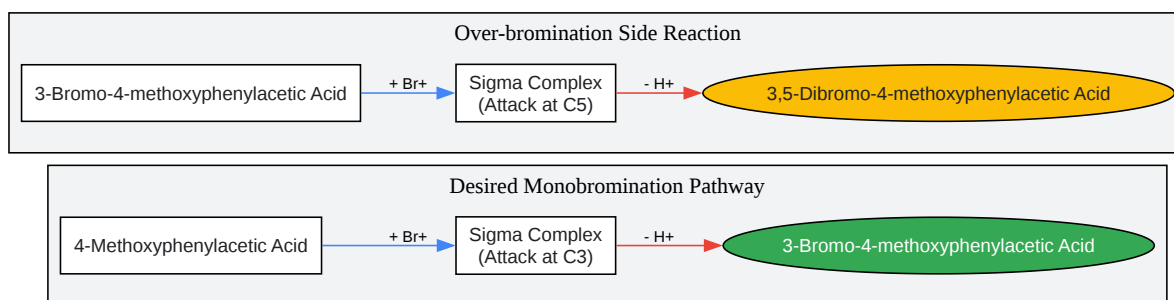 Over-bromination Side Reaction
3-Bromo-4-methoxyphenylacetic Acid
+ Br+
Sigma Complex
(Attack at C5)
- H+
3,5-Dibromo-4-methoxyphenylacetic Acid
Desired Monobromination Pathway
4-Methoxyphenylacetic Acid
+ Br+
Sigma Complex
(Attack at C3)
- H+
3-Bromo-4-methoxyphenylacetic Acid